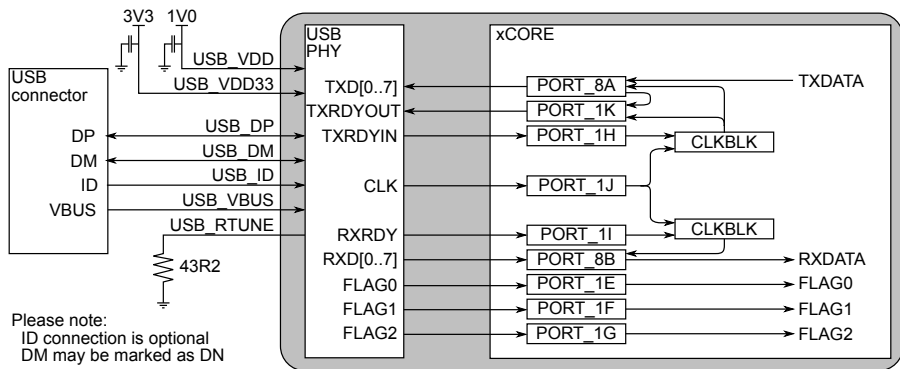 3V3
1V0
USB_VDD
USB_VDD33
USB
connector
DP
DM
ID
VBUS
USB_DP
USB_DM
USB_ID
USB_VBUS
USB_RTUNE
43R2
Please note:
ID connection is optional
DM may be marked as DN
USB
PHY
TXD[0..7]
TXRDYOUT
TXRDYIN
CLK
RXRDY
RXD[0..7]
FLAG0
FLAG1
FLAG2
xCORE
PORT_8A
PORT_1K
PORT_1H
PORT_1J
PORT_1I
PORT_8B
PORT_1E
PORT_1F
PORT_1G
CLKBLK
CLKBLK
TXDATA
RXDATA
FLAG0
FLAG1
FLAG2